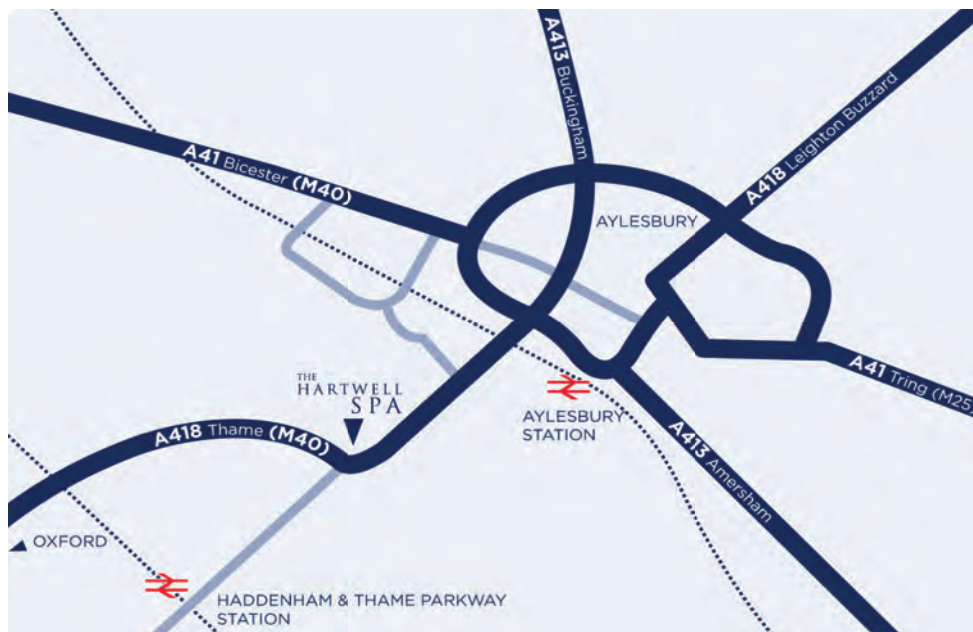 A413 Buckingham
A418 Leighton Buzzard
A41 Bicester (M40)
AYLESBURY
THE
HARTWELL
SPA
A41 Tring (M25
AYLESBURY
STATION
A418 Thame (M40)
A413 Amersham
OXFORD
HADDENHAM & THAME PARKWAY
STATION